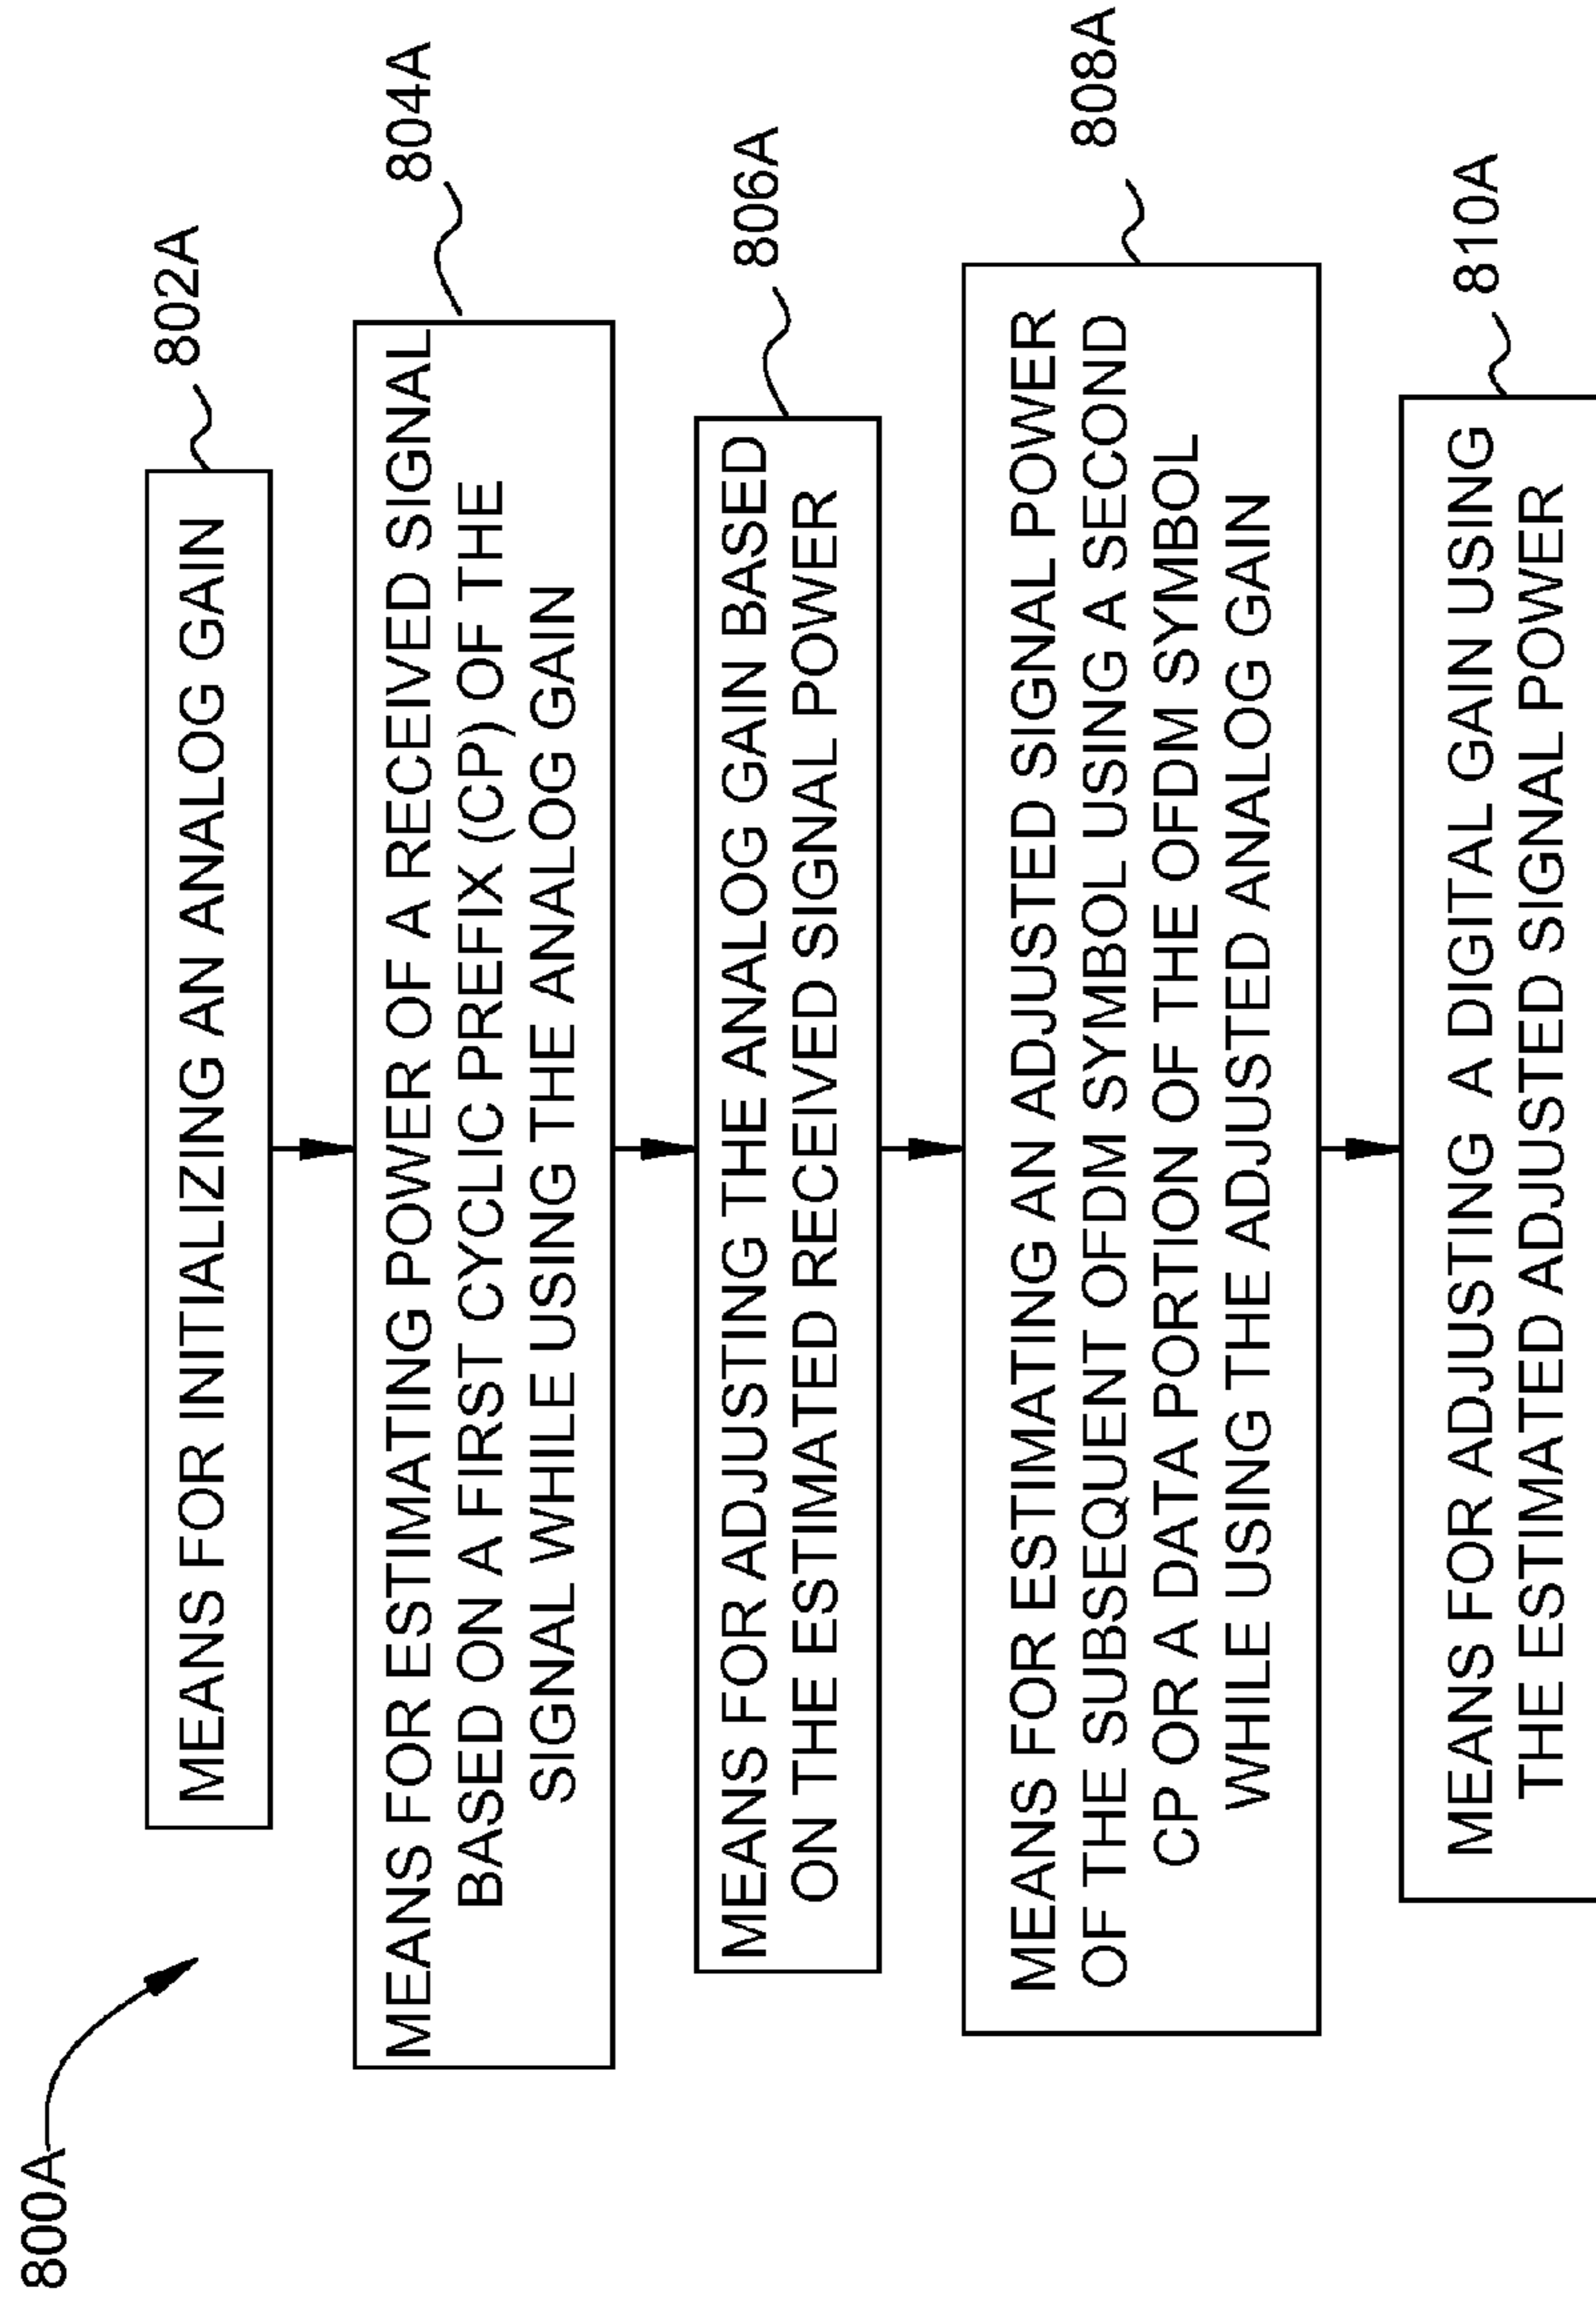 800A
802A
MEANS FOR INITIALIZING AN ANALOG GAIN
804A
MEANS FOR ESTIMATING POWER OF A RECEIVED SIGNAL
BASED ON A FIRST CYCLIC PREFIX (CP) OF THE
SIGNAL WHILE USING THE ANALOG GAIN
806A
MEANS FOR ADJUSTING THE ANALOG GAIN BASED
ON THE ESTIMATED RECEIVED SIGNAL POWER
808A
MEANS FOR ESTIMATING AN ADJUSTED SIGNAL POWER
OF THE SUBSEQUENT OFDM SYMBOL USING A SECOND
CP OR A DATA PORTION OF THE OFDM SYMBOL
WHILE USING THE ADJUSTED ANALOG GAIN
810A
MEANS FOR ADJUSTING A DIGITAL GAIN USING
THE ESTIMATED ADJUSTED SIGNAL POWER